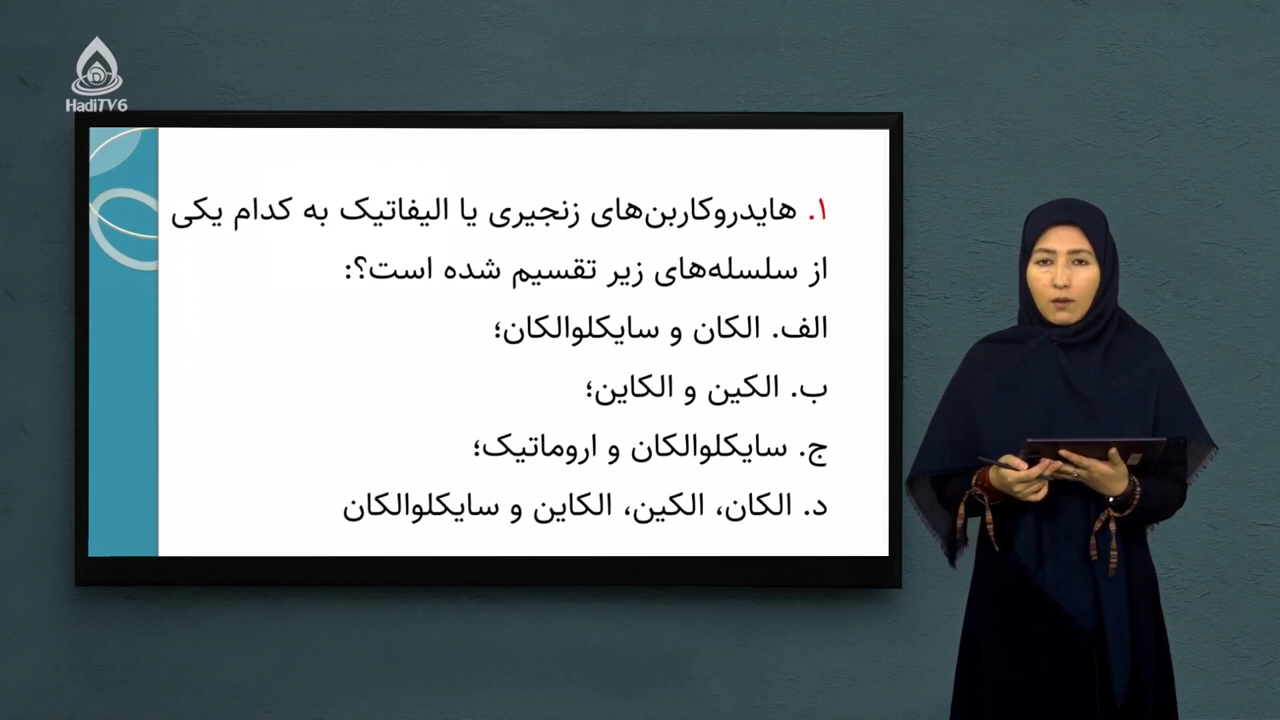 HadiTV6
۱. هایدروکاربن‌های زنجیری یا الیفاتیک به کدام یکی
از سلسله‌های زیر تقسیم شده است؟:
الف. الکان و سایکلوالکان؛
ب. الکین و الکاین؛
ج. سایکلوالکان و اروماتیک؛
د. الکان، الکین، الکاین و سایکلوالکان